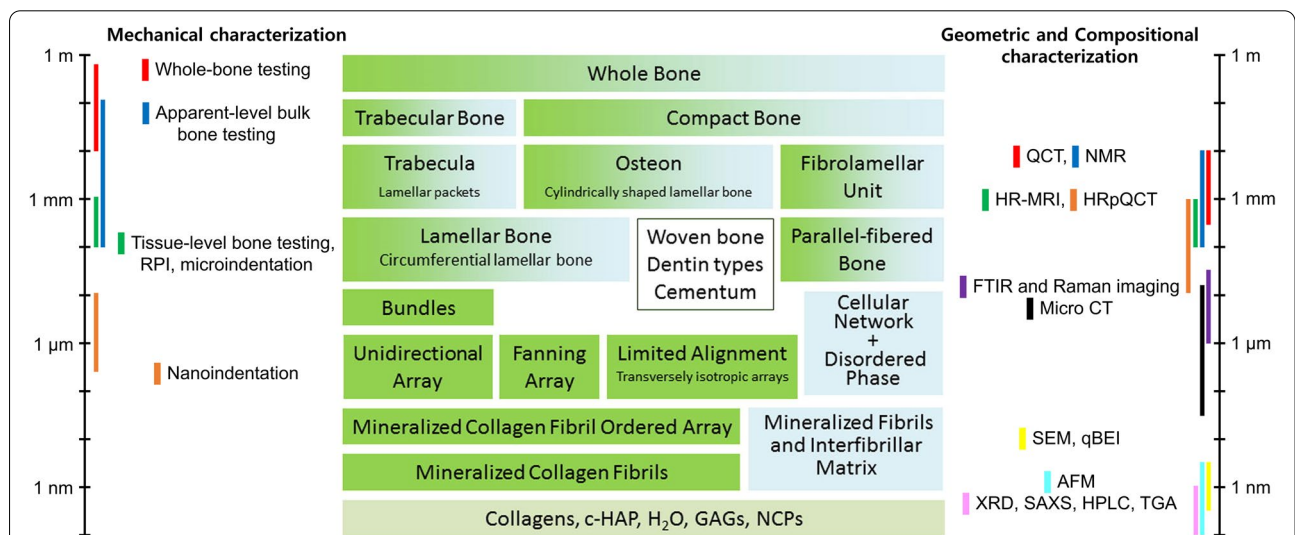 Mechanical characterization
1 m
1 mm
1 μm
1 nm
Whole-bone testing
Apparent-level bulk
bone testing
Tissue-level bone testing,
RPI, microindentation
Nanoindentation
Whole Bone
Trabecular Bone
Compact Bone
Trabecula
Lamellar packets
Osteon
Cylindrically shaped lamellar bone
Fibrolamellar
Unit
Lamellar Bone
Circumferential lamellar bone
Woven bone
Dentin types
Cementum
Parallel-fibered
Bone
Bundles
Cellular
Network
+
Disordered
Phase
Unidirectional
Array
Fanning
Array
Limited Alignment
Transversely isotropic arrays
Mineralized Collagen Fibril Ordered Array
Mineralized Fibrils
and Interfibrillar
Matrix
Mineralized Collagen Fibrils
Collagens, c-HAP, H₂O, GAGs, NCPs
Geometric and Compositional
characterization
QCT, NMR
HR-MRI, HRpQCT
FTIR and Raman imaging
Micro CT
SEM, qBEI
AFM
XRD, SAXS, HPLC, TGA
1 m
1 mm
1 μm
1 nm